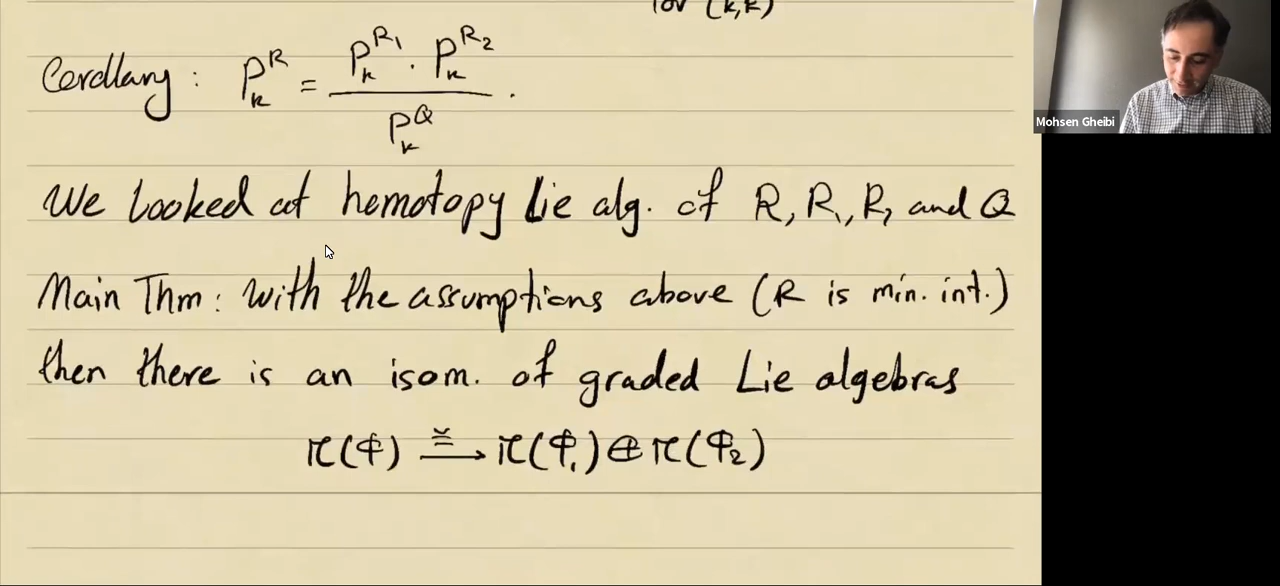 Tor (k,k)
Corollary : P_k^R = P_k^{R_1} · P_k^{R_2} / P_k^Q .
Mohsen Gheibi
We Looked at homotopy Lie alg. of R, R_1, R_2 and Q
Main Thm : with the assumptions above (R is min. int.)
then there is an isom. of graded Lie algebras
π(φ) ≅→ π(φ_1) ⊕ π(φ_2)